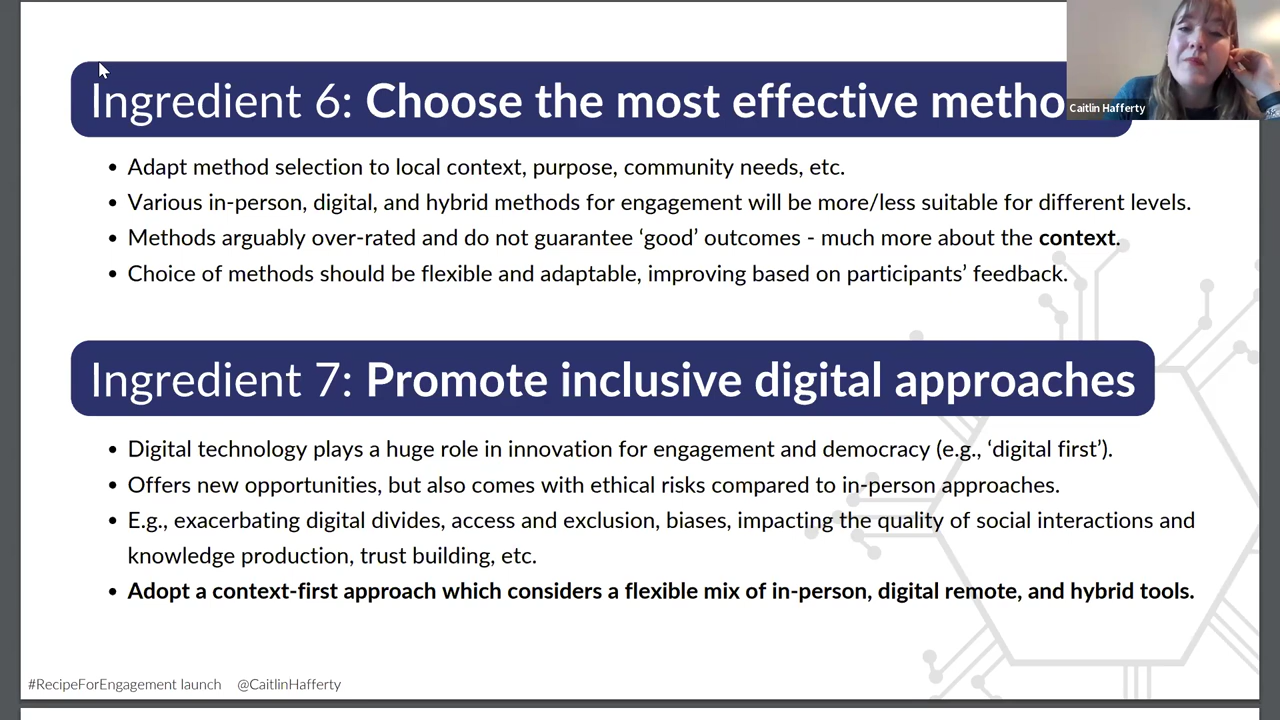 Ingredient 6: Choose the most effective metho
Caitlin Hafferty
• Adapt method selection to local context, purpose, community needs, etc.
• Various in-person, digital, and hybrid methods for engagement will be more/less suitable for different levels.
• Methods arguably over-rated and do not guarantee ‘good’ outcomes - much more about the context.
• Choice of methods should be flexible and adaptable, improving based on participants’ feedback.
Ingredient 7: Promote inclusive digital approaches
• Digital technology plays a huge role in innovation for engagement and democracy (e.g., ‘digital first’).
• Offers new opportunities, but also comes with ethical risks compared to in-person approaches.
• E.g., exacerbating digital divides, access and exclusion, biases, impacting the quality of social interactions and
knowledge production, trust building, etc.
• Adopt a context-first approach which considers a flexible mix of in-person, digital remote, and hybrid tools.
#RecipeForEngagement launch @CaitlinHafferty